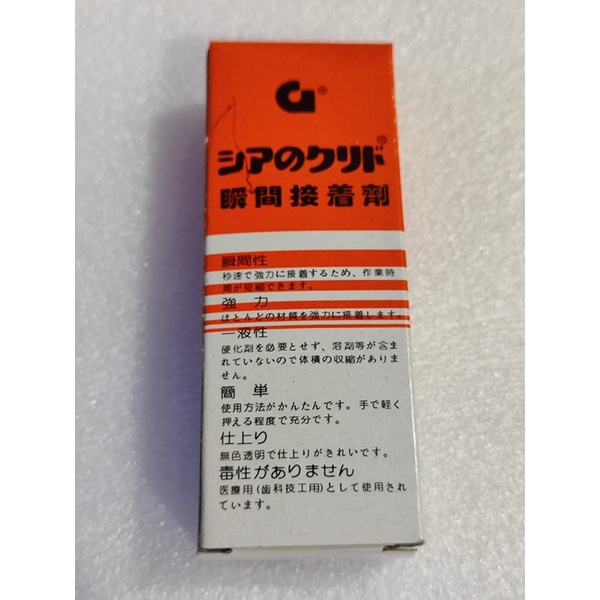 ®
シアのクリド®
瞬間接着劑
瞬間性
秒速で強力に接着するため、作業時
間が短縮できます。
強 力
ほとんどの材質を強力に接着します。
一液性
硬化剤を必要とせず、溶剤等が含ま
れていないので体積の収縮がありま
せん。
簡 単
使用方法がかんたんです。手で軽く
押える程度で充分です。
仕上り
無色透明で仕上りがきれいです。
毒性がありません
医療用(歯科技工用)として使用され
ています。